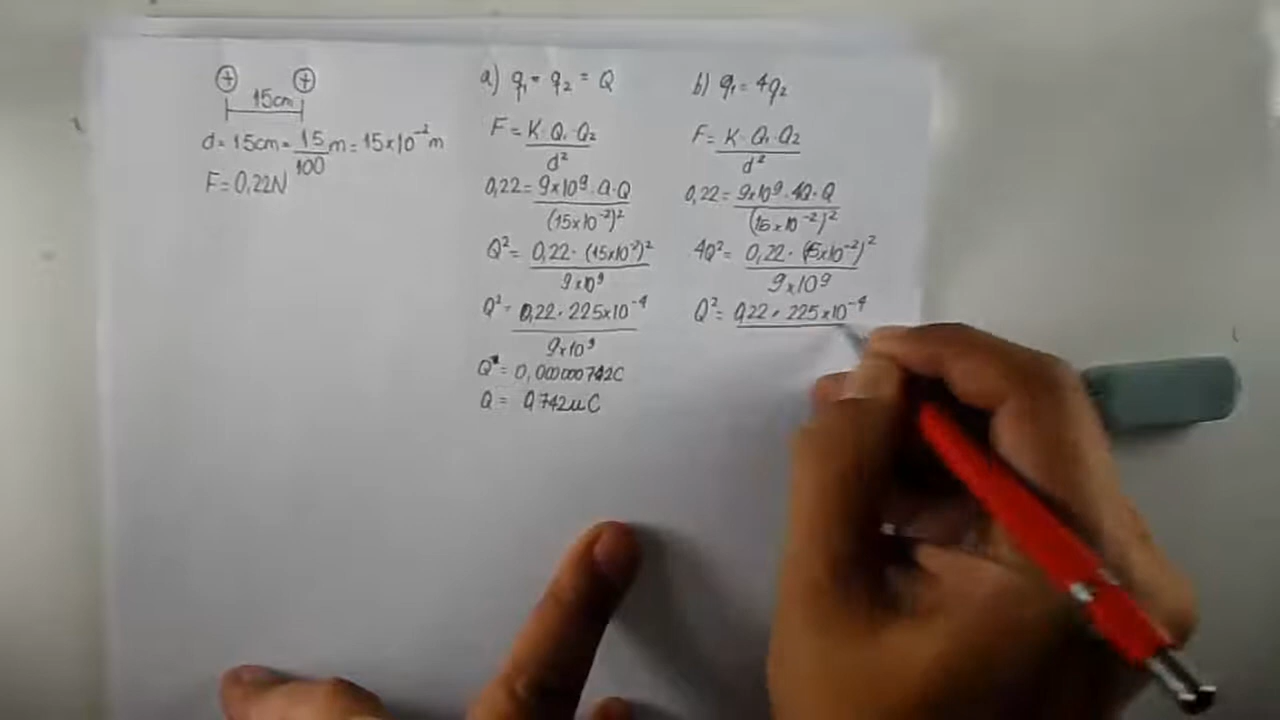 15cm
d = 15cm = 15/100 m = 15x10⁻²m
F = 0,22N
a) q₁ = q₂ = Q
F = K·Q₁·Q₂/d²
0,22 = 9x10⁹·Q·Q/(15x10⁻²)²
Q² = 0,22·(15x10⁻²)²/9x10⁹
Q² = 0,22·225x10⁻⁴/9x10⁹
Q = 0,000000742C
Q = 0,742uC
b) q₁ = 4q₂
F = K·Q₁·Q₂/d²
0,22 = 9x10⁹·4Q·Q/(15x10⁻²)²
4Q² = 0,22·(15x10⁻²)²/9x10⁹
Q² = 0,22·225x10⁻⁴